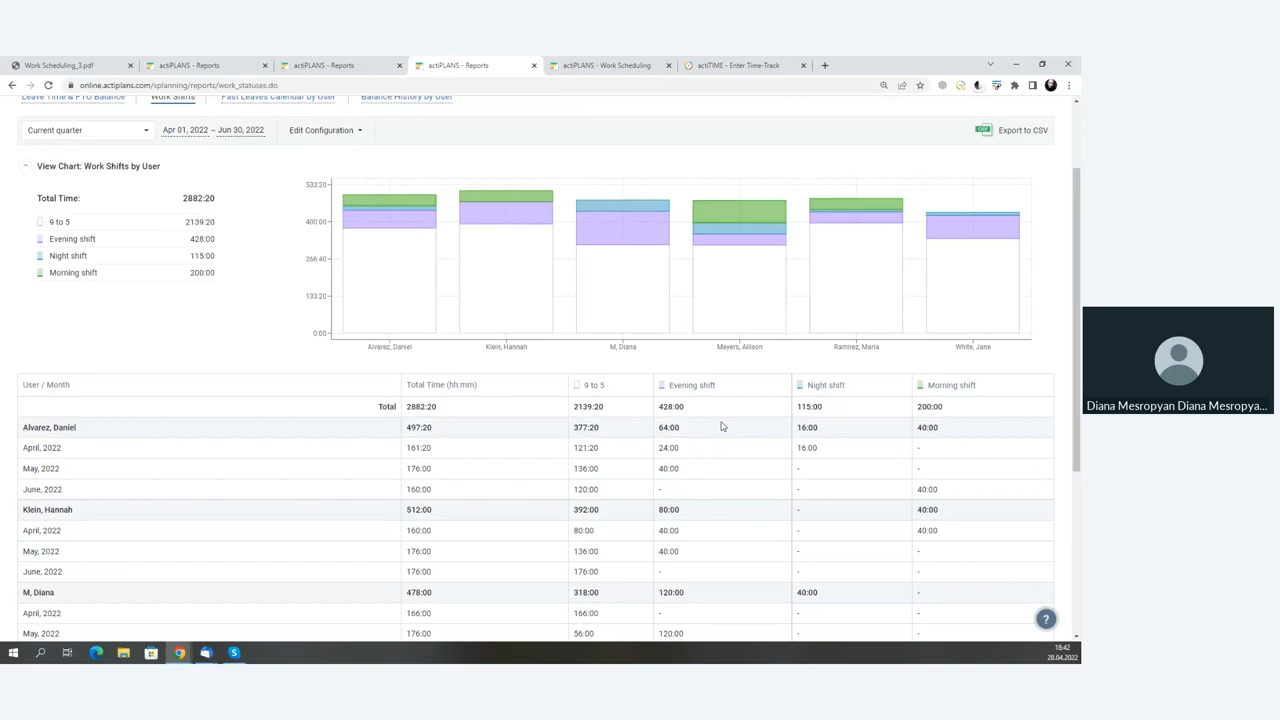 Work Scheduling_3.pdf
actiPLANS - Reports
actiPLANS - Reports
actiPLANS - Reports
actiPLANS - Work Scheduling
actiTIME - Enter Time-Track
online.actiplans.com/splanning/reports/work_statuses.do
Leave Time & PTO Balance
Work Shifts
Past Leaves Calendar by User
Balance History by User
Current quarter
Apr 01, 2022 – Jun 30, 2022
Edit Configuration
CSV
Export to CSV
View Chart: Work Shifts by User
Total Time: 2882:20
9 to 5 2139:20
Evening shift 428:00
Night shift 115:00
Morning shift 200:00
533:20
400:00
266:40
133:20
0:00
Alvarez, Daniel
Klein, Hannah
M, Diana
Meyers, Allison
Ramirez, Maria
White, Jane
User / Month Total Time (hh:mm) 9 to 5 Evening shift Night shift Morning shift
Total 2882:20 2139:20 428:00 115:00 200:00
Alvarez, Daniel 497:20 377:20 64:00 16:00 40:00
April, 2022 161:20 121:20 24:00 16:00 -
May, 2022 176:00 136:00 40:00 - -
June, 2022 160:00 120:00 - - 40:00
Klein, Hannah 512:00 392:00 80:00 - 40:00
April, 2022 160:00 80:00 40:00 - 40:00
May, 2022 176:00 136:00 40:00 - -
June, 2022 176:00 176:00 - - -
M, Diana 478:00 318:00 120:00 40:00 -
April, 2022 166:00 166:00 - - -
May, 2022 176:00 56:00 120:00 - -
?
18:42
28.04.2022
Diana Mesropyan Diana Mesropya...